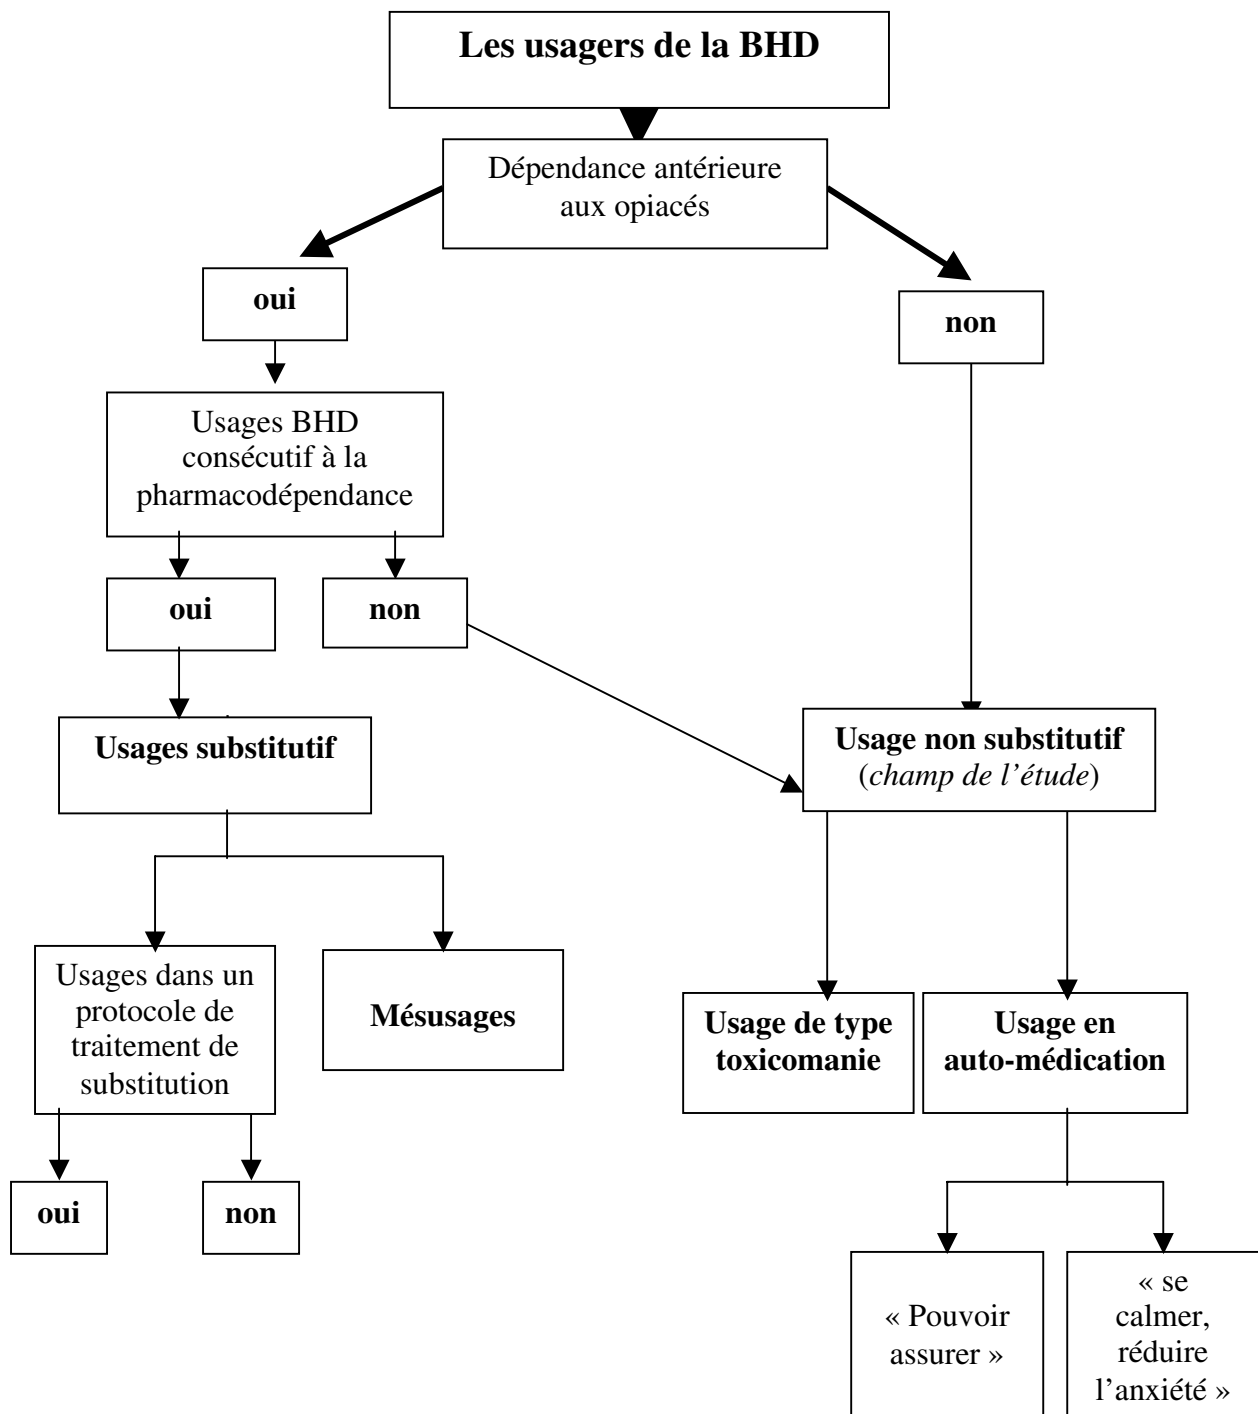 Les usagers de la BHD
Dépendance antérieure
aux opiacés
oui
non
Usages BHD
consécutif à la
pharmacodépendance
oui
non
Usages substitutif
Usage non substitutif
(champ de l'étude)
Usages dans un
protocole de
traitement de
substitution
Mésusages
Usage de type
toxicomanie
Usage en
auto-médication
oui
non
« Pouvoir
assurer »
« se
calmer,
réduire
l'anxiété »